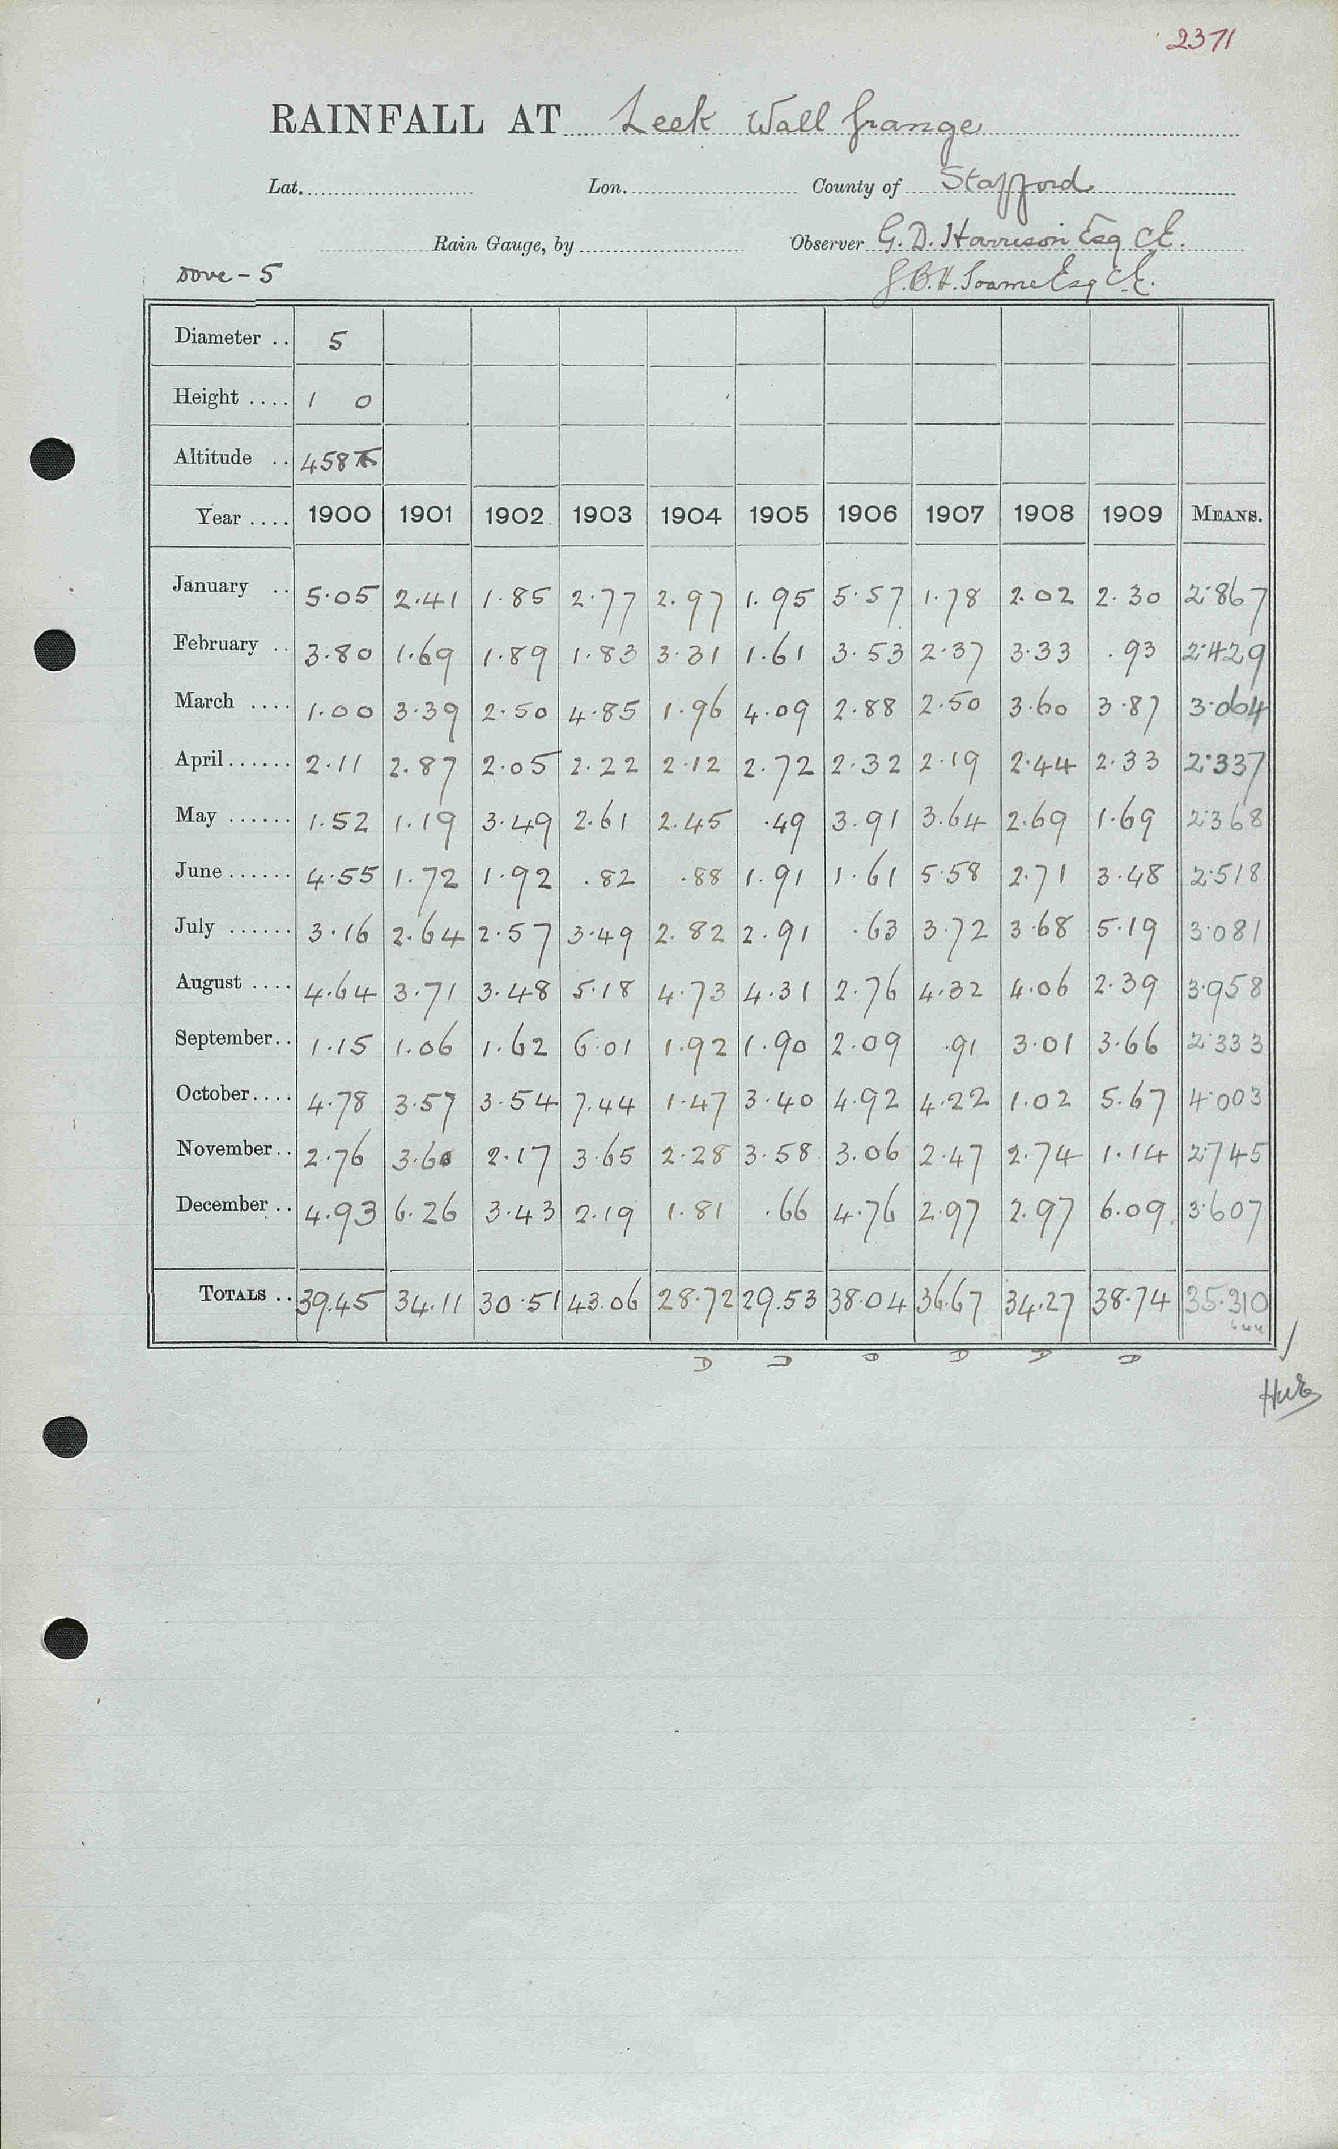 2371
RAINFALL AT Leek Wall Grange
Lat. Lon. County of Stafford
Rain Gauge, by Observer G. D. Harrison Esq C.E.
Dove - 5 J. B. H. Soame Esq C.E.
Diameter .. 5
Height .... 1 0
Altitude .. 458 T
Year .... 1900 1901 1902 1903 1904 1905 1906 1907 1908 1909 MEANS.
January .. 5.05 2.41 1.85 2.77 2.97 1.95 5.57 1.78 2.02 2.30 2.867
February .. 3.80 1.69 1.89 1.83 3.31 1.61 3.53 2.37 3.33 .93 2.429
March .... 1.00 3.39 2.50 4.85 1.96 4.09 2.88 2.50 3.60 3.87 3.064
April ...... 2.11 2.87 2.05 2.22 2.12 2.72 2.32 2.19 2.44 2.33 2.337
May ...... 1.52 1.19 3.49 2.61 2.45 .49 3.91 3.64 2.69 1.69 2.368
June ...... 4.55 1.72 1.92 .82 .88 1.91 1.61 5.58 2.71 3.48 2.518
July ...... 3.16 2.64 2.57 3.49 2.82 2.91 .63 3.72 3.68 5.19 3.081
August .... 4.64 3.71 3.48 5.18 4.73 4.31 2.76 4.32 4.06 2.39 3.958
September .. 1.15 1.06 1.62 6.01 1.92 1.90 2.09 .91 3.01 3.66 2.333
October .... 4.78 3.57 3.54 7.44 1.47 3.40 4.92 4.22 1.02 5.67 4.003
November .. 2.76 3.60 2.17 3.65 2.28 3.58 3.06 2.47 2.74 1.14 2.745
December .. 4.93 6.26 3.43 2.19 1.81 .66 4.76 2.97 2.97 6.09 3.607
TOTALS .. 39.45 34.11 30.51 43.06 28.72 29.53 38.04 36.67 34.27 38.74 35.310
D D D D D D